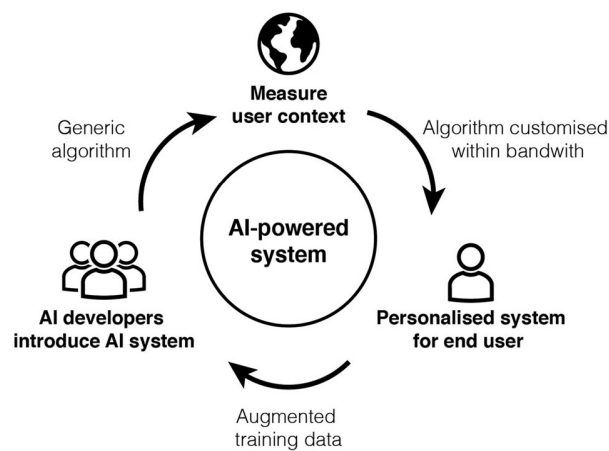 Measure
user context
Generic
algorithm
Algorithm customised
within bandwith
AI-powered
system
AI developers
introduce AI system
Personalised system
for end user
Augmented
training data